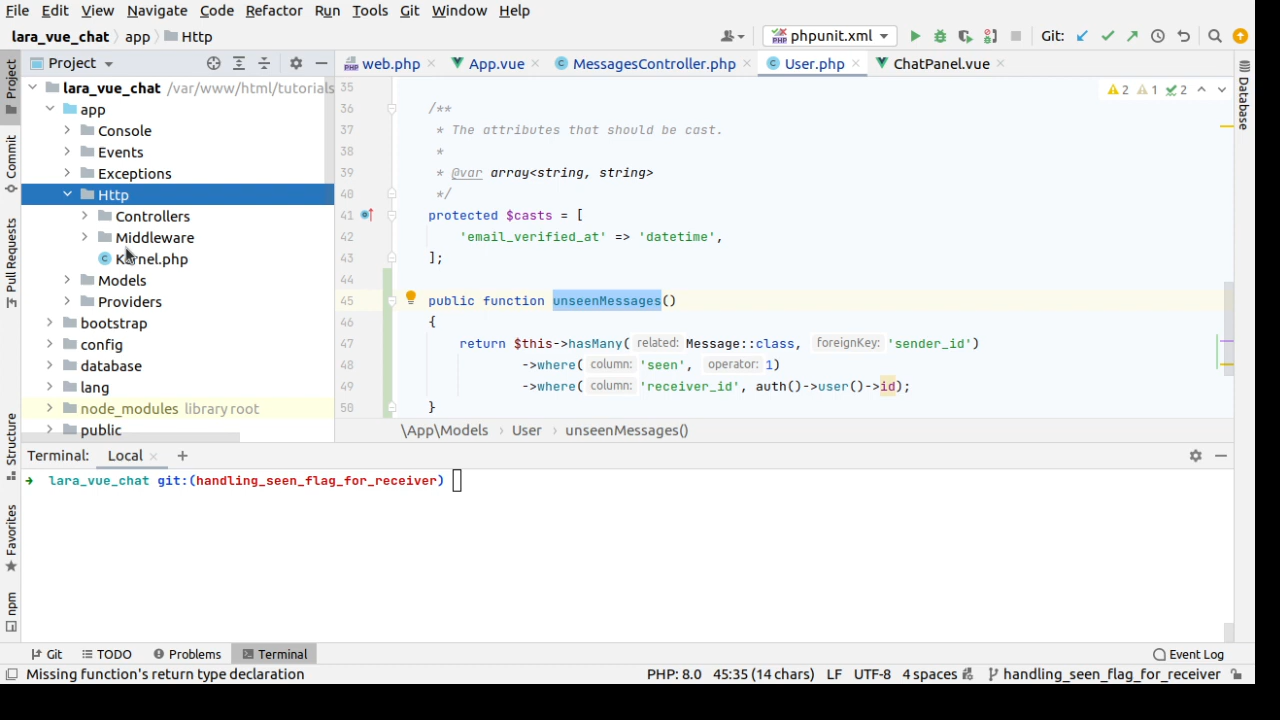 File Edit View Navigate Code Refactor Run Tools Git Window Help
lara_vue_chat app Http phpunit.xml Git:
Project web.php App.vue MessagesController.php User.php ChatPanel.vue
Project
Commit
Pull Requests
Structure
Favorites
npm
lara_vue_chat /var/www/html/tutorials
app
Console
Events
Exceptions
Http
Controllers
Middleware
Kernel.php
Models
Providers
bootstrap
config
database
lang
node_modules library root
public
2 1 2
35
36 /**
37 * The attributes that should be cast.
38 *
39 * @var array<string, string>
40 */
41 protected $casts = [
42 'email_verified_at' => 'datetime',
43 ];
44
45 public function unseenMessages()
46 {
47 return $this->hasMany( related: Message::class, foreignKey: 'sender_id')
48 ->where( column: 'seen', operator: 1)
49 ->where( column: 'receiver_id', auth()->user()->id);
50 }
\App\Models User unseenMessages()
Database
Terminal: Local
lara_vue_chat git:(handling_seen_flag_for_receiver)
Git TODO Problems Terminal Event Log
Missing function's return type declaration PHP: 8.0 45:35 (14 chars) LF UTF-8 4 spaces handling_seen_flag_for_receiver